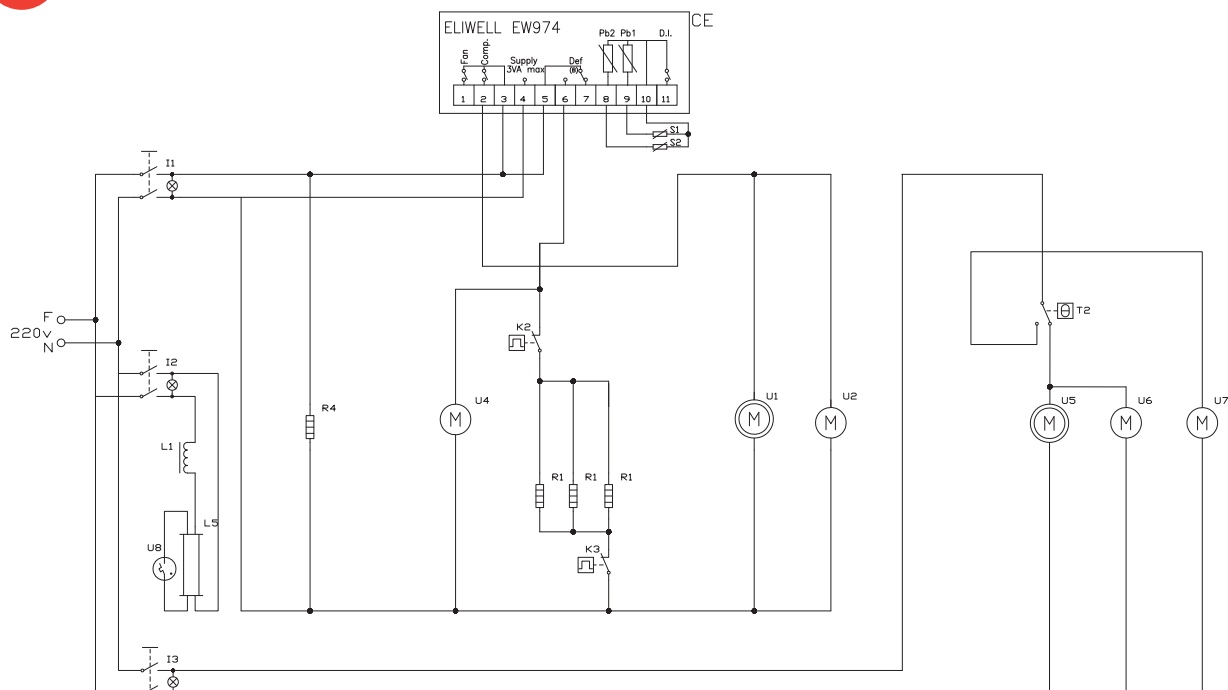 ELIWELL EW974
CE
Fan
Comp.
Supply
3VA max
Def
(#)
Pb2 Pb1
D.I.
1 2 3 4 5 6 7 8 9 10 11
S1
S2
I1
F
220v
N
K2
T2
I2
R4
U4
U1
U2
U5
U6
U7
M
M
M
M
M
M
L1
R1
R1
R1
L5
U8
K3
I3